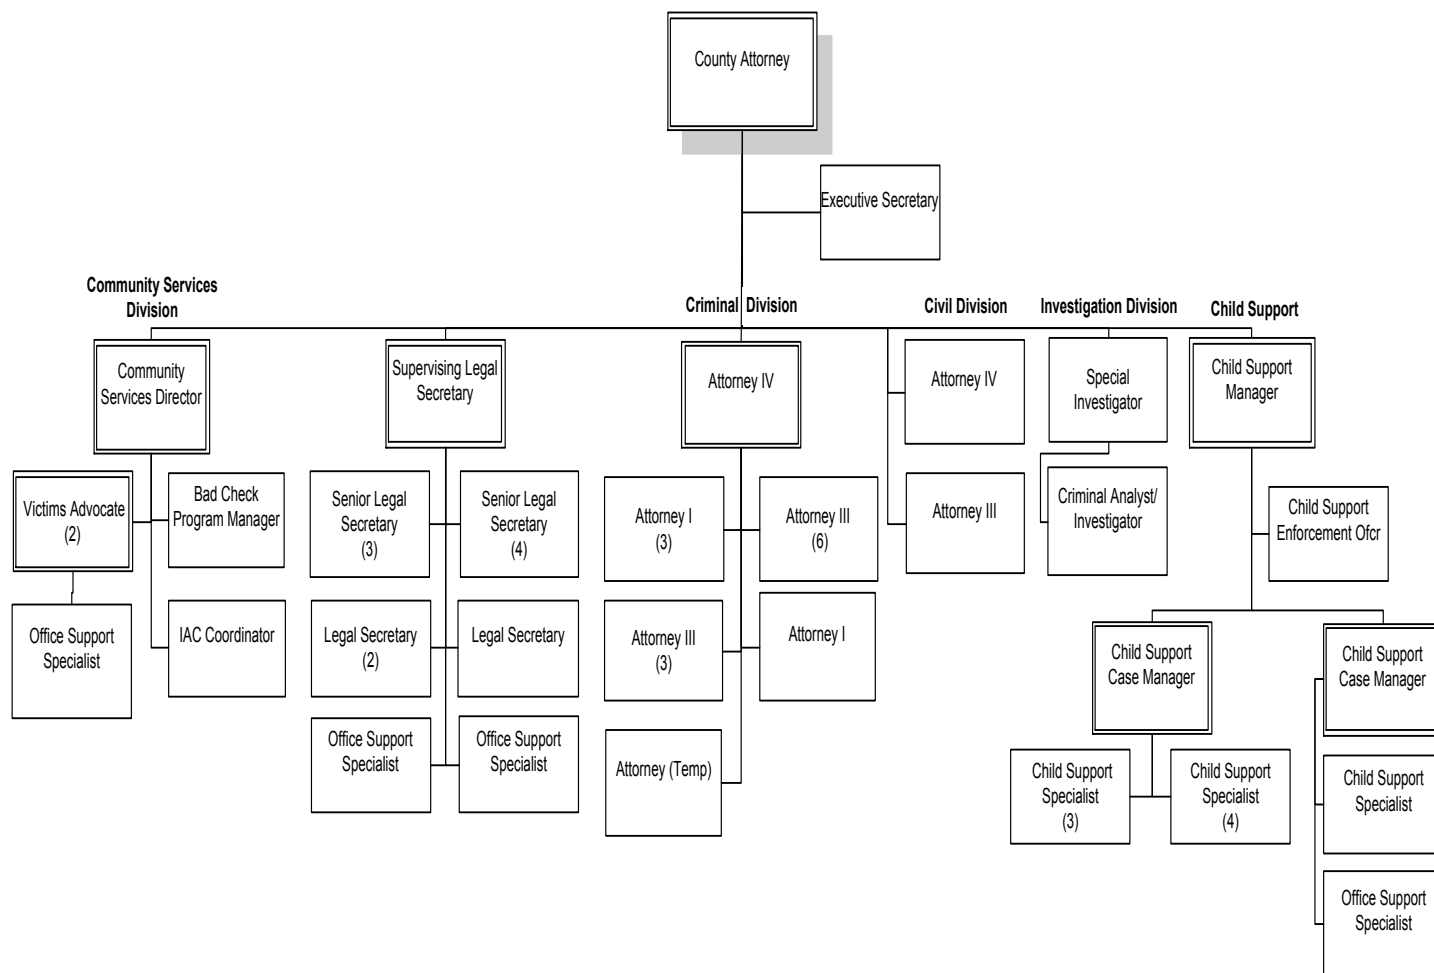 County Attorney
Executive Secretary
Community Services
Division
Criminal Division
Civil Division
Investigation Division
Child Support
Community
Services Director
Supervising Legal
Secretary
Attorney IV
Attorney IV
Special
Investigator
Child Support
Manager
Victims Advocate
(2)
Bad Check
Program Manager
Senior Legal
Secretary
(3)
Senior Legal
Secretary
(4)
Attorney I
(3)
Attorney III
(6)
Attorney III
Criminal Analyst/
Investigator
Child Support
Enforcement Ofcr
Office Support
Specialist
IAC Coordinator
Legal Secretary
(2)
Legal Secretary
Attorney III
(3)
Attorney I
Child Support
Case Manager
Child Support
Case Manager
Office Support
Specialist
Office Support
Specialist
Attorney (Temp)
Child Support
Specialist
(3)
Child Support
Specialist
(4)
Child Support
Specialist
Office Support
Specialist